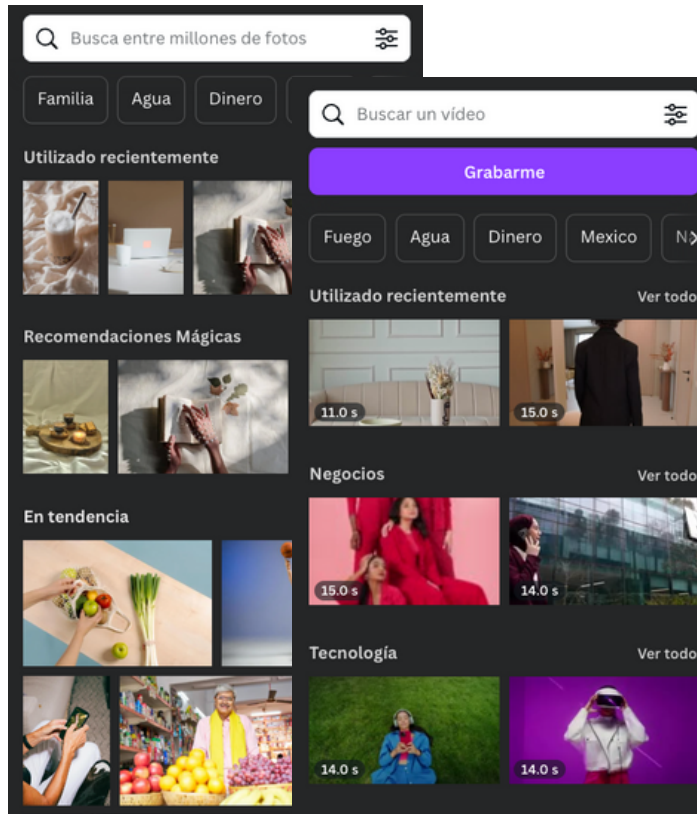 Busca entre millones de fotos
Familia
Agua
Dinero
Utilizado recientemente
Recomendaciones Mágicas
En tendencia
Buscar un vídeo
Grabarme
Fuego
Agua
Dinero
Mexico
Utilizado recientemente
Ver todo
11.0 s
15.0 s
Negocios
Ver todo
15.0 s
14.0 s
Tecnología
Ver todo
14.0 s
14.0 s